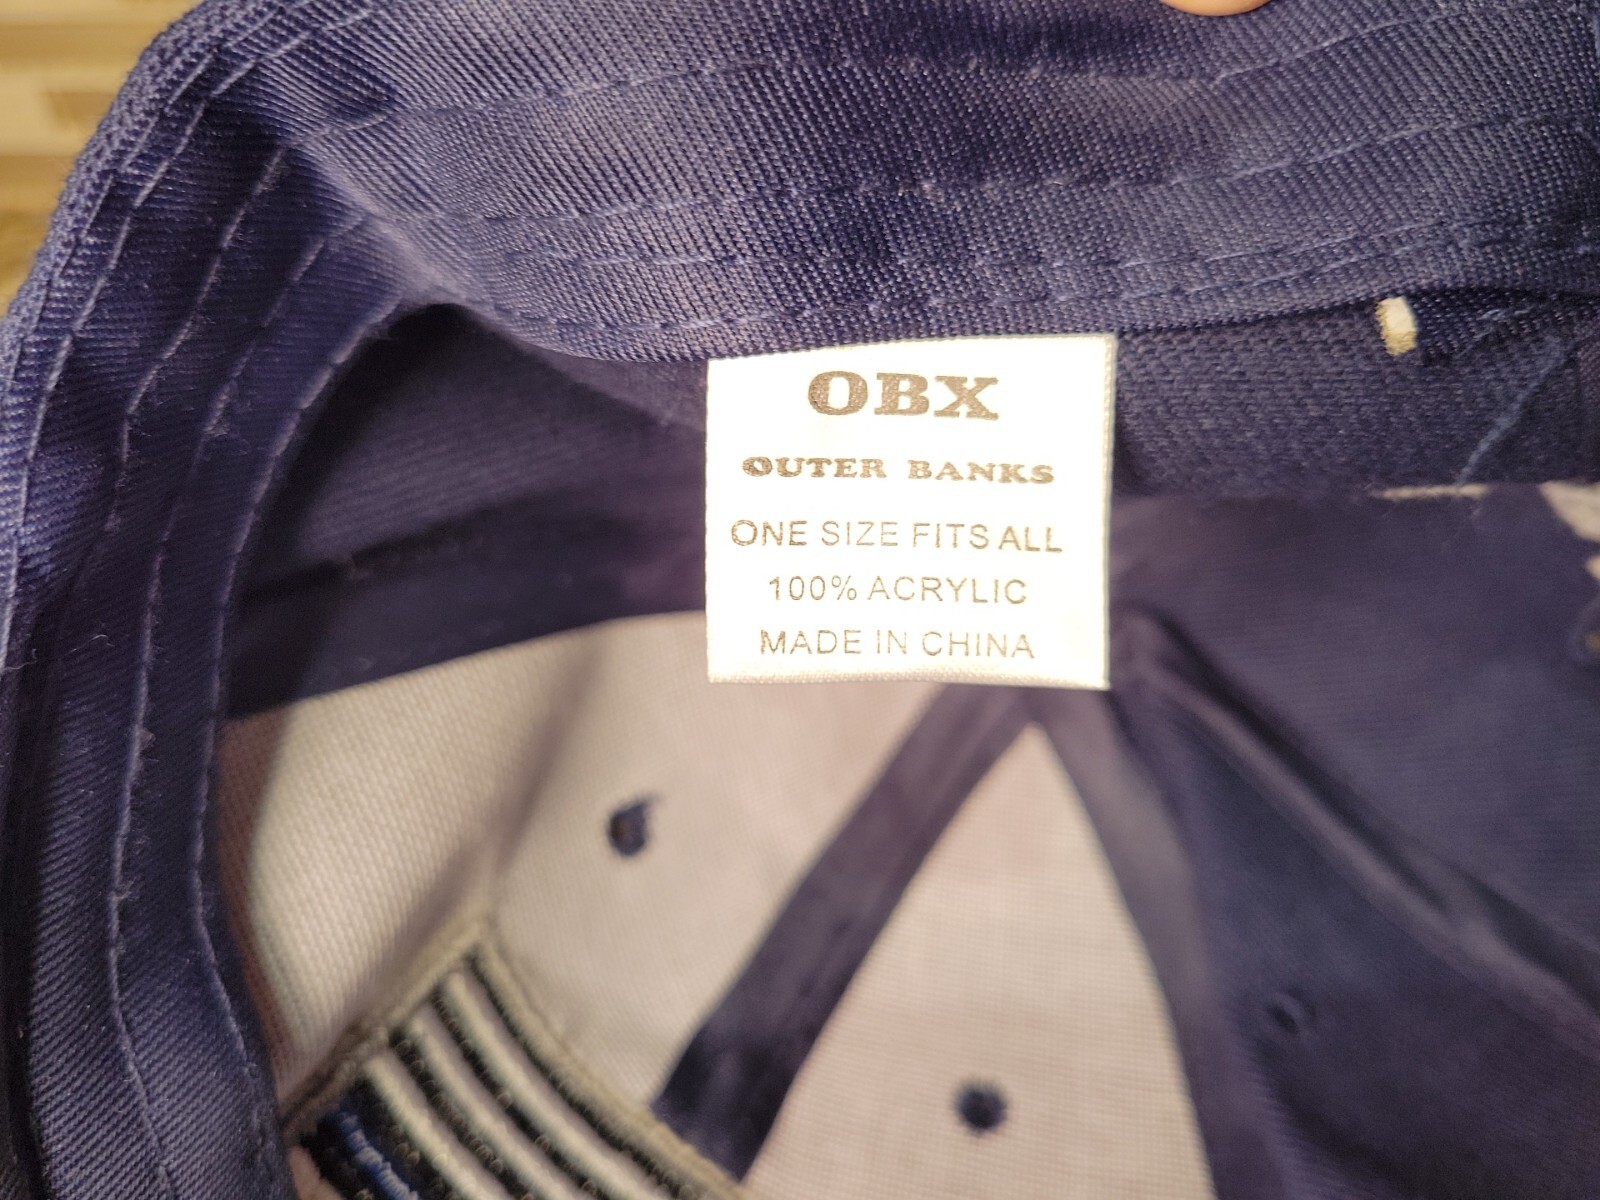 OBX
OUTER BANKS
ONE SIZE FITS ALL
100% ACRYLIC
MADE IN CHINA